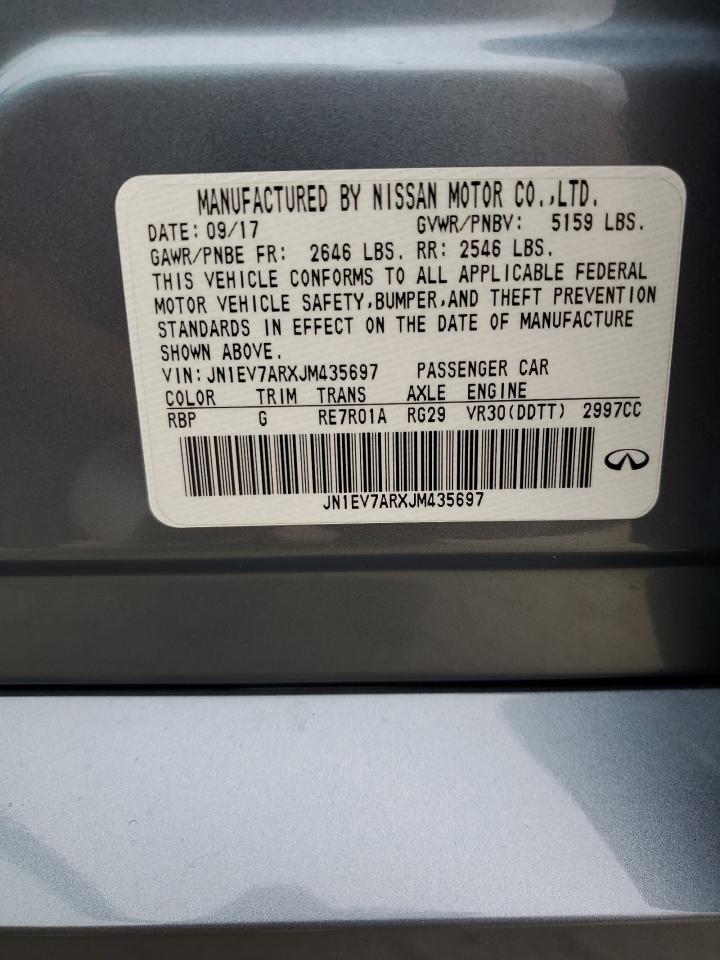 MANUFACTURED BY NISSAN MOTOR CO.,LTD.
DATE: 09/17 GVWR/PNBV: 5159 LBS.
GAWR/PNBE FR: 2646 LBS. RR: 2546 LBS.
THIS VEHICLE CONFORMS TO ALL APPLICABLE FEDERAL
MOTOR VEHICLE SAFETY,BUMPER,AND THEFT PREVENTION
STANDARDS IN EFFECT ON THE DATE OF MANUFACTURE
SHOWN ABOVE.
VIN:JN1EV7ARXJM435697 PASSENGER CAR
COLOR TRIM TRANS AXLE ENGINE
RBP G RE7R01A RG29 VR30(DDTT) 2997CC
JN1EV7ARXJM435697